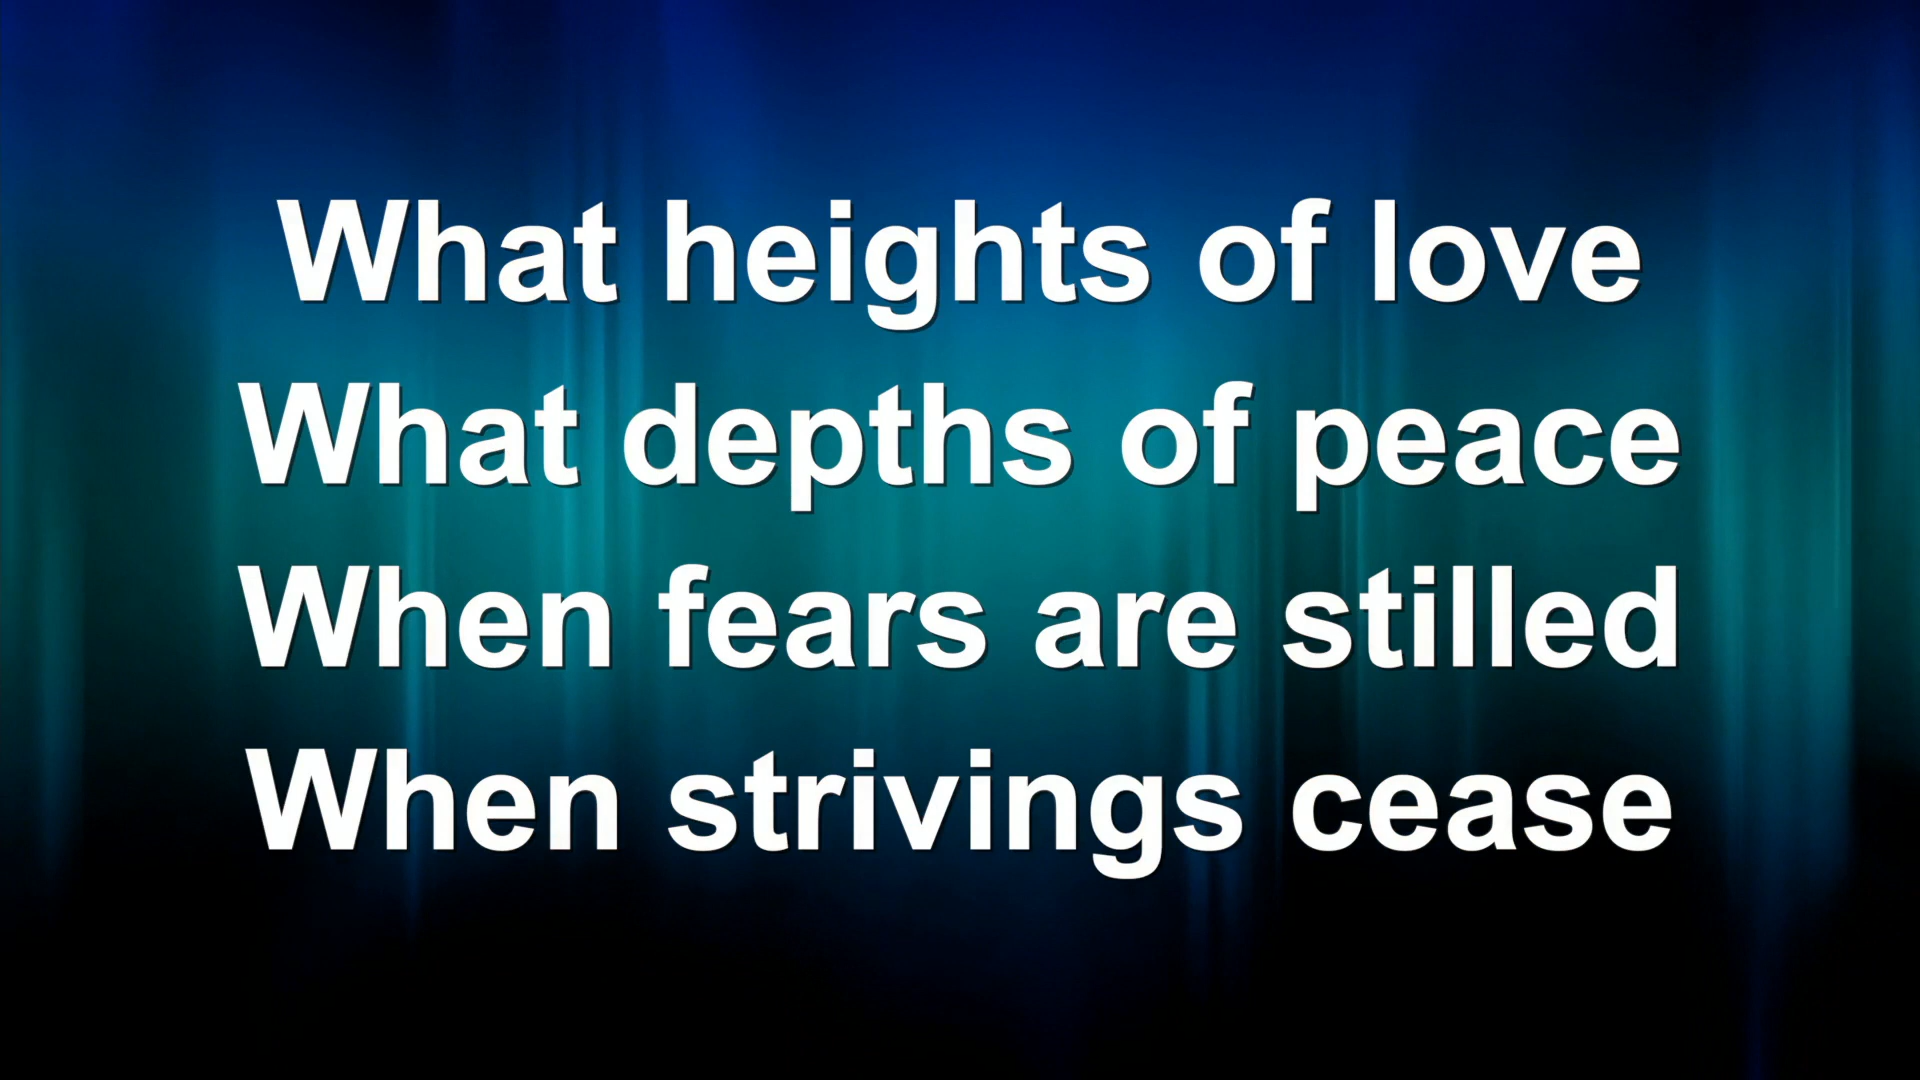 What heights of love
What depths of peace
When fears are stilled
When strivings cease